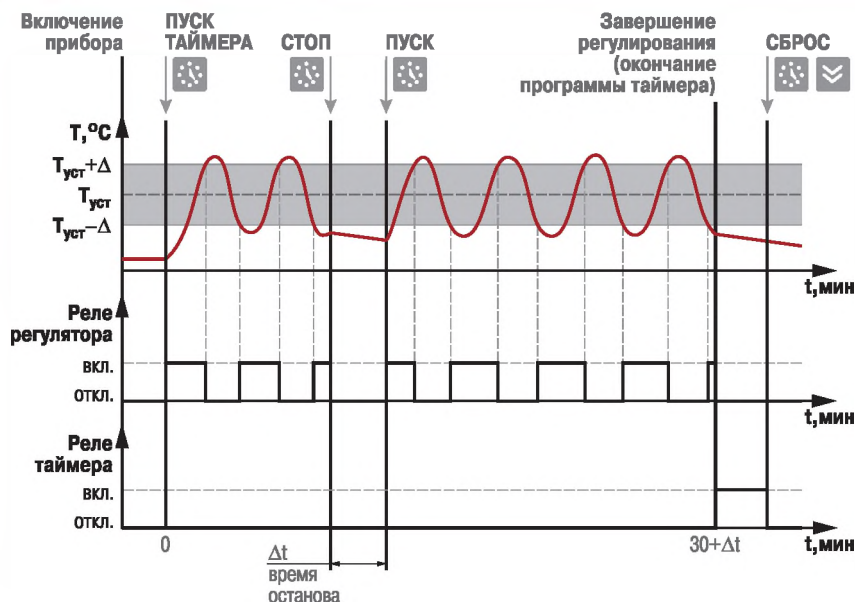 Включение
прибора
ПУСК
ТАЙМЕРА
СТОП
ПУСК
Завершение
регулирования
(окончание
программы таймера)
СБРОС
T,°C
Tуст+Δ
Tуст
Tуст−Δ
t,мин
Реле
регулятора
ВКЛ.
ОТКЛ.
t,мин
Реле
таймера
ВКЛ.
ОТКЛ.
0
30+Δt
t,мин
Δt
время
останова